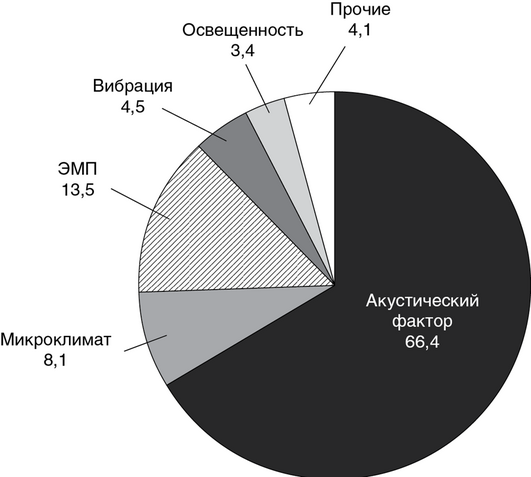 Прочие
4,1
Освещенность
3,4
Вибрация
4,5
ЭМП
13,5
Акустический
фактор
66,4
Микроклимат
8,1